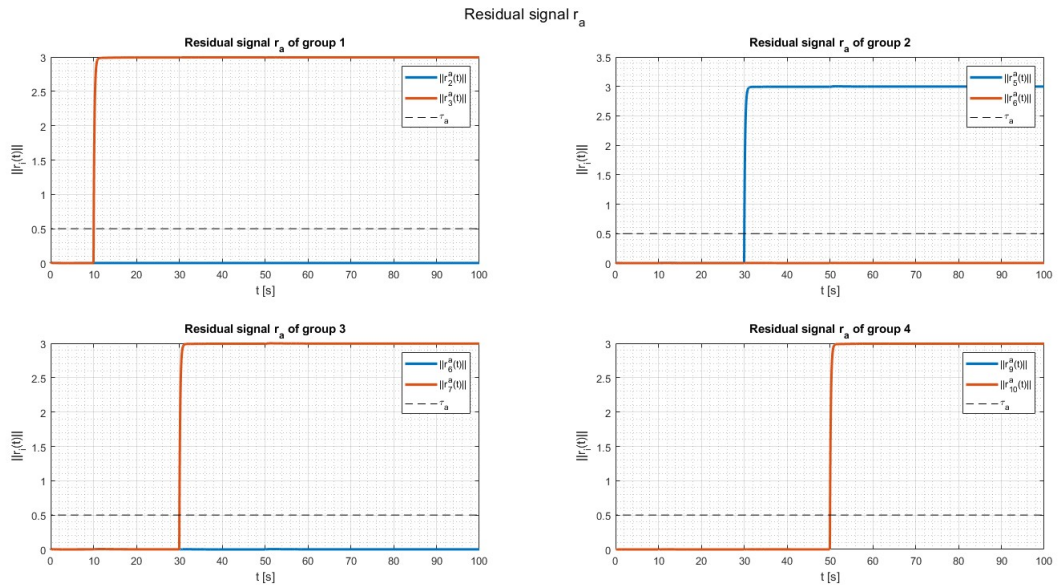 Residual signal r_a
Residual signal r_a of group 1
3
2.5
2
1.5
1
0.5
0
||r_i(t)||
||r_2^a(t)||
||r_3^a(t)||
τ_a
0 10 20 30 40 50 60 70 80 90 100
t [s]
Residual signal r_a of group 2
3.5
3
2.5
2
1.5
1
0.5
0
||r_i(t)||
||r_5^a(t)||
||r_6^a(t)||
τ_a
0 10 20 30 40 50 60 70 80 90 100
t [s]
Residual signal r_a of group 3
3
2.5
2
1.5
1
0.5
0
||r_i(t)||
||r_6^a(t)||
||r_7^a(t)||
τ_a
0 10 20 30 40 50 60 70 80 90 100
t [s]
Residual signal r_a of group 4
3
2.5
2
1.5
1
0.5
0
||r_i(t)||
||r_9^a(t)||
||r_10^a(t)||
τ_a
0 10 20 30 40 50 60 70 80 90 100
t [s]